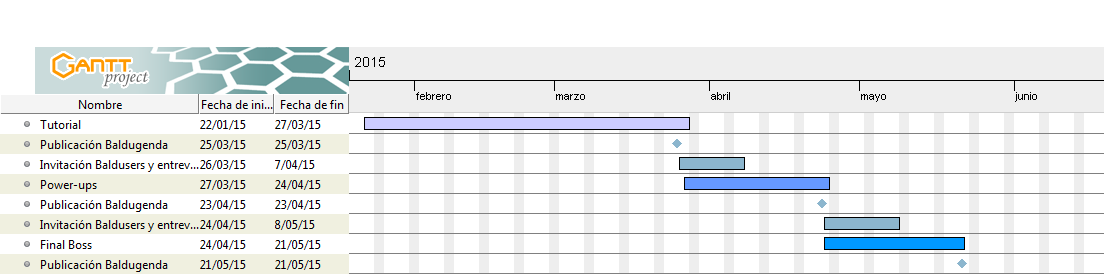 GANTT
project
2015
febrero marzo abril mayo junio
Nombre Fecha de ini... Fecha de fin
Tutorial 22/01/15 27/03/15
Publicación Baldugenda 25/03/15 25/03/15
Invitación Baldusers y entrev... 26/03/15 7/04/15
Power-ups 27/03/15 24/04/15
Publicación Baldugenda 23/04/15 23/04/15
Invitación Baldusers y entrev... 24/04/15 8/05/15
Final Boss 24/04/15 21/05/15
Publicación Baldugenda 21/05/15 21/05/15